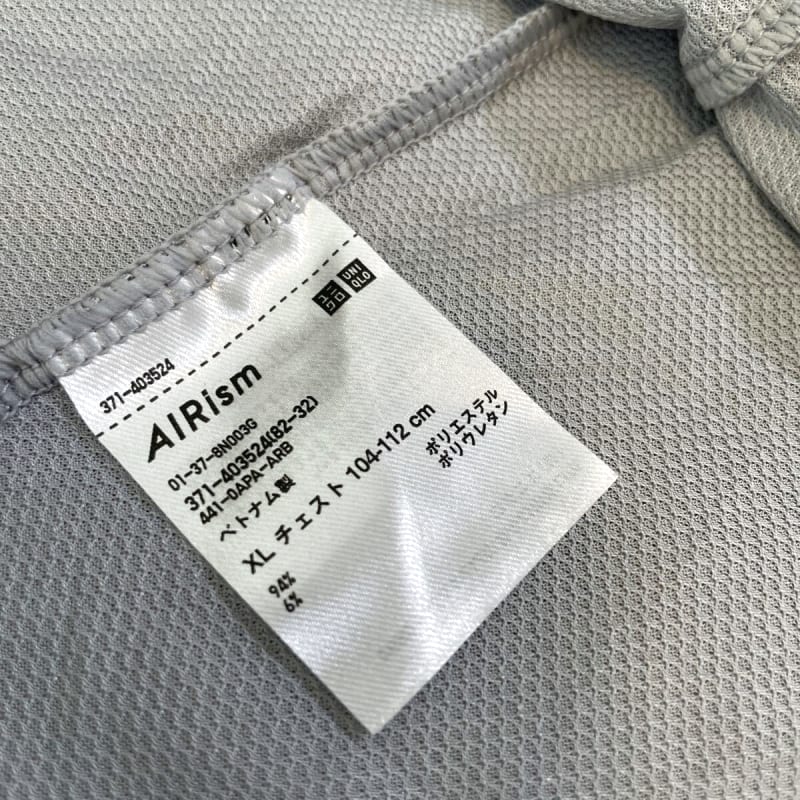 371-403524
ユニクロ
UNIQLO
AIRism
01-37-8N003G
371-403524(82-32)
441-0APA-ARB
ベトナム製
XL チェスト 104-112 cm
94% ポリエステル
6% ポリウレタン